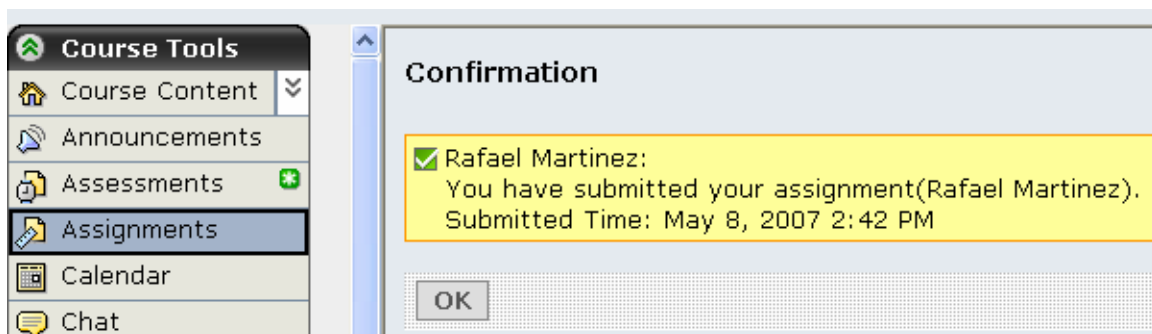 Course Tools
Course Content
Announcements
Assessments
Assignments
Calendar
Chat
Confirmation
Rafael Martinez:
You have submitted your assignment(Rafael Martinez).
Submitted Time: May 8, 2007 2:42 PM
OK